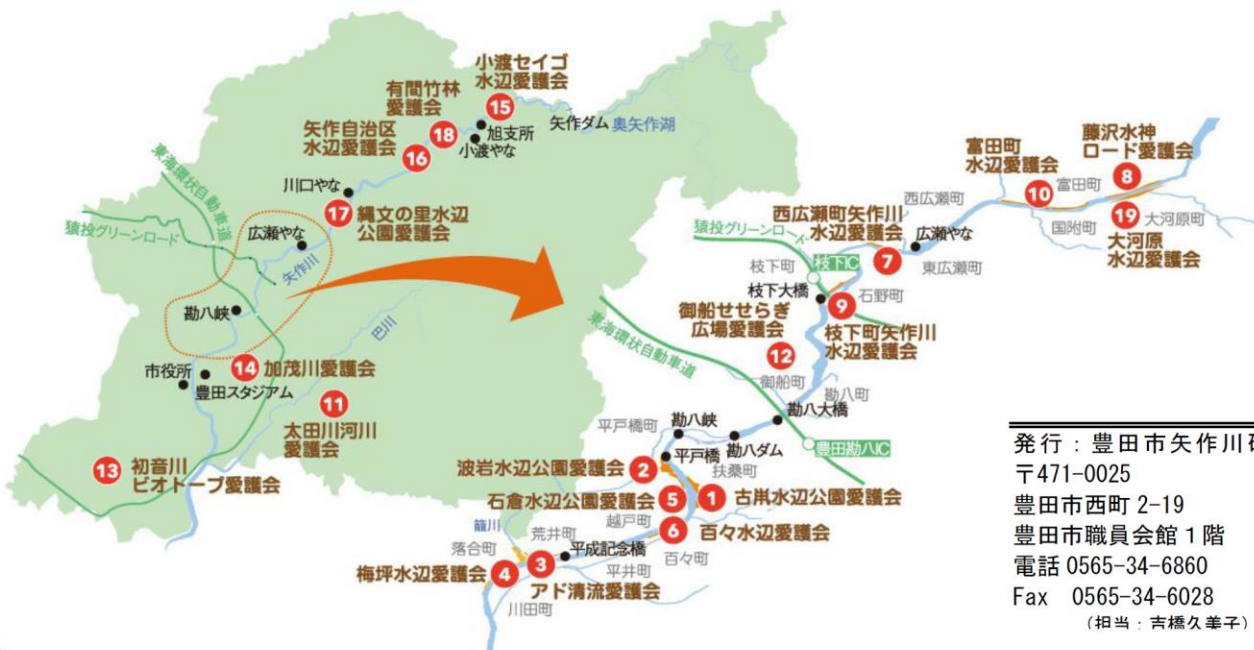 小渡セイゴ
水辺愛護会
15
有間竹林
愛護会
18
旭支所
小渡やな
矢作ダム
奥矢作湖
矢作自治区
水辺愛護会
16
川口やな
17
縄文の里水辺
公園愛護会
東海環状自動車道
猿投グリーンロード
広瀬やな
矢作川
勘八峡
巴川
市役所
豊田スタジアム
14
加茂川愛護会
11
太田川河川
愛護会
13
初音川
ビオトープ愛護会
藤沢水神
ロード愛護会
8
富田町
水辺愛護会
10
富田町
19
大河原町
大河原
水辺愛護会
国附町
西広瀬町
西広瀬町矢作川
水辺愛護会
広瀬やな
7
東広瀬町
猿投グリーンロード
枝下町
枝下IC
枝下大橋
石野町
9
枝下町矢作川
水辺愛護会
御船せせらぎ
広場愛護会
12
御船町
東海環状自動車道
勘八町
勘八大橋
豊田勘八IC
平戸橋町
勘八峡
勘八ダム
平戸橋
扶桑町
波岩水辺公園愛護会
2
石倉水辺公園愛護会
5
1
古鼡水辺公園愛護会
越戸町
6
百々水辺愛護会
百々町
籠川
荒井町
落合町
平成記念橋
平井町
梅坪水辺愛護会
4
3
アド清流愛護会
川田町
発行：豊田市矢作川研
〒471-0025
豊田市西町 2-19
豊田市職員会館 1 階
電話 0565-34-6860
Fax 0565-34-6028
（担当：吉橋久美子）